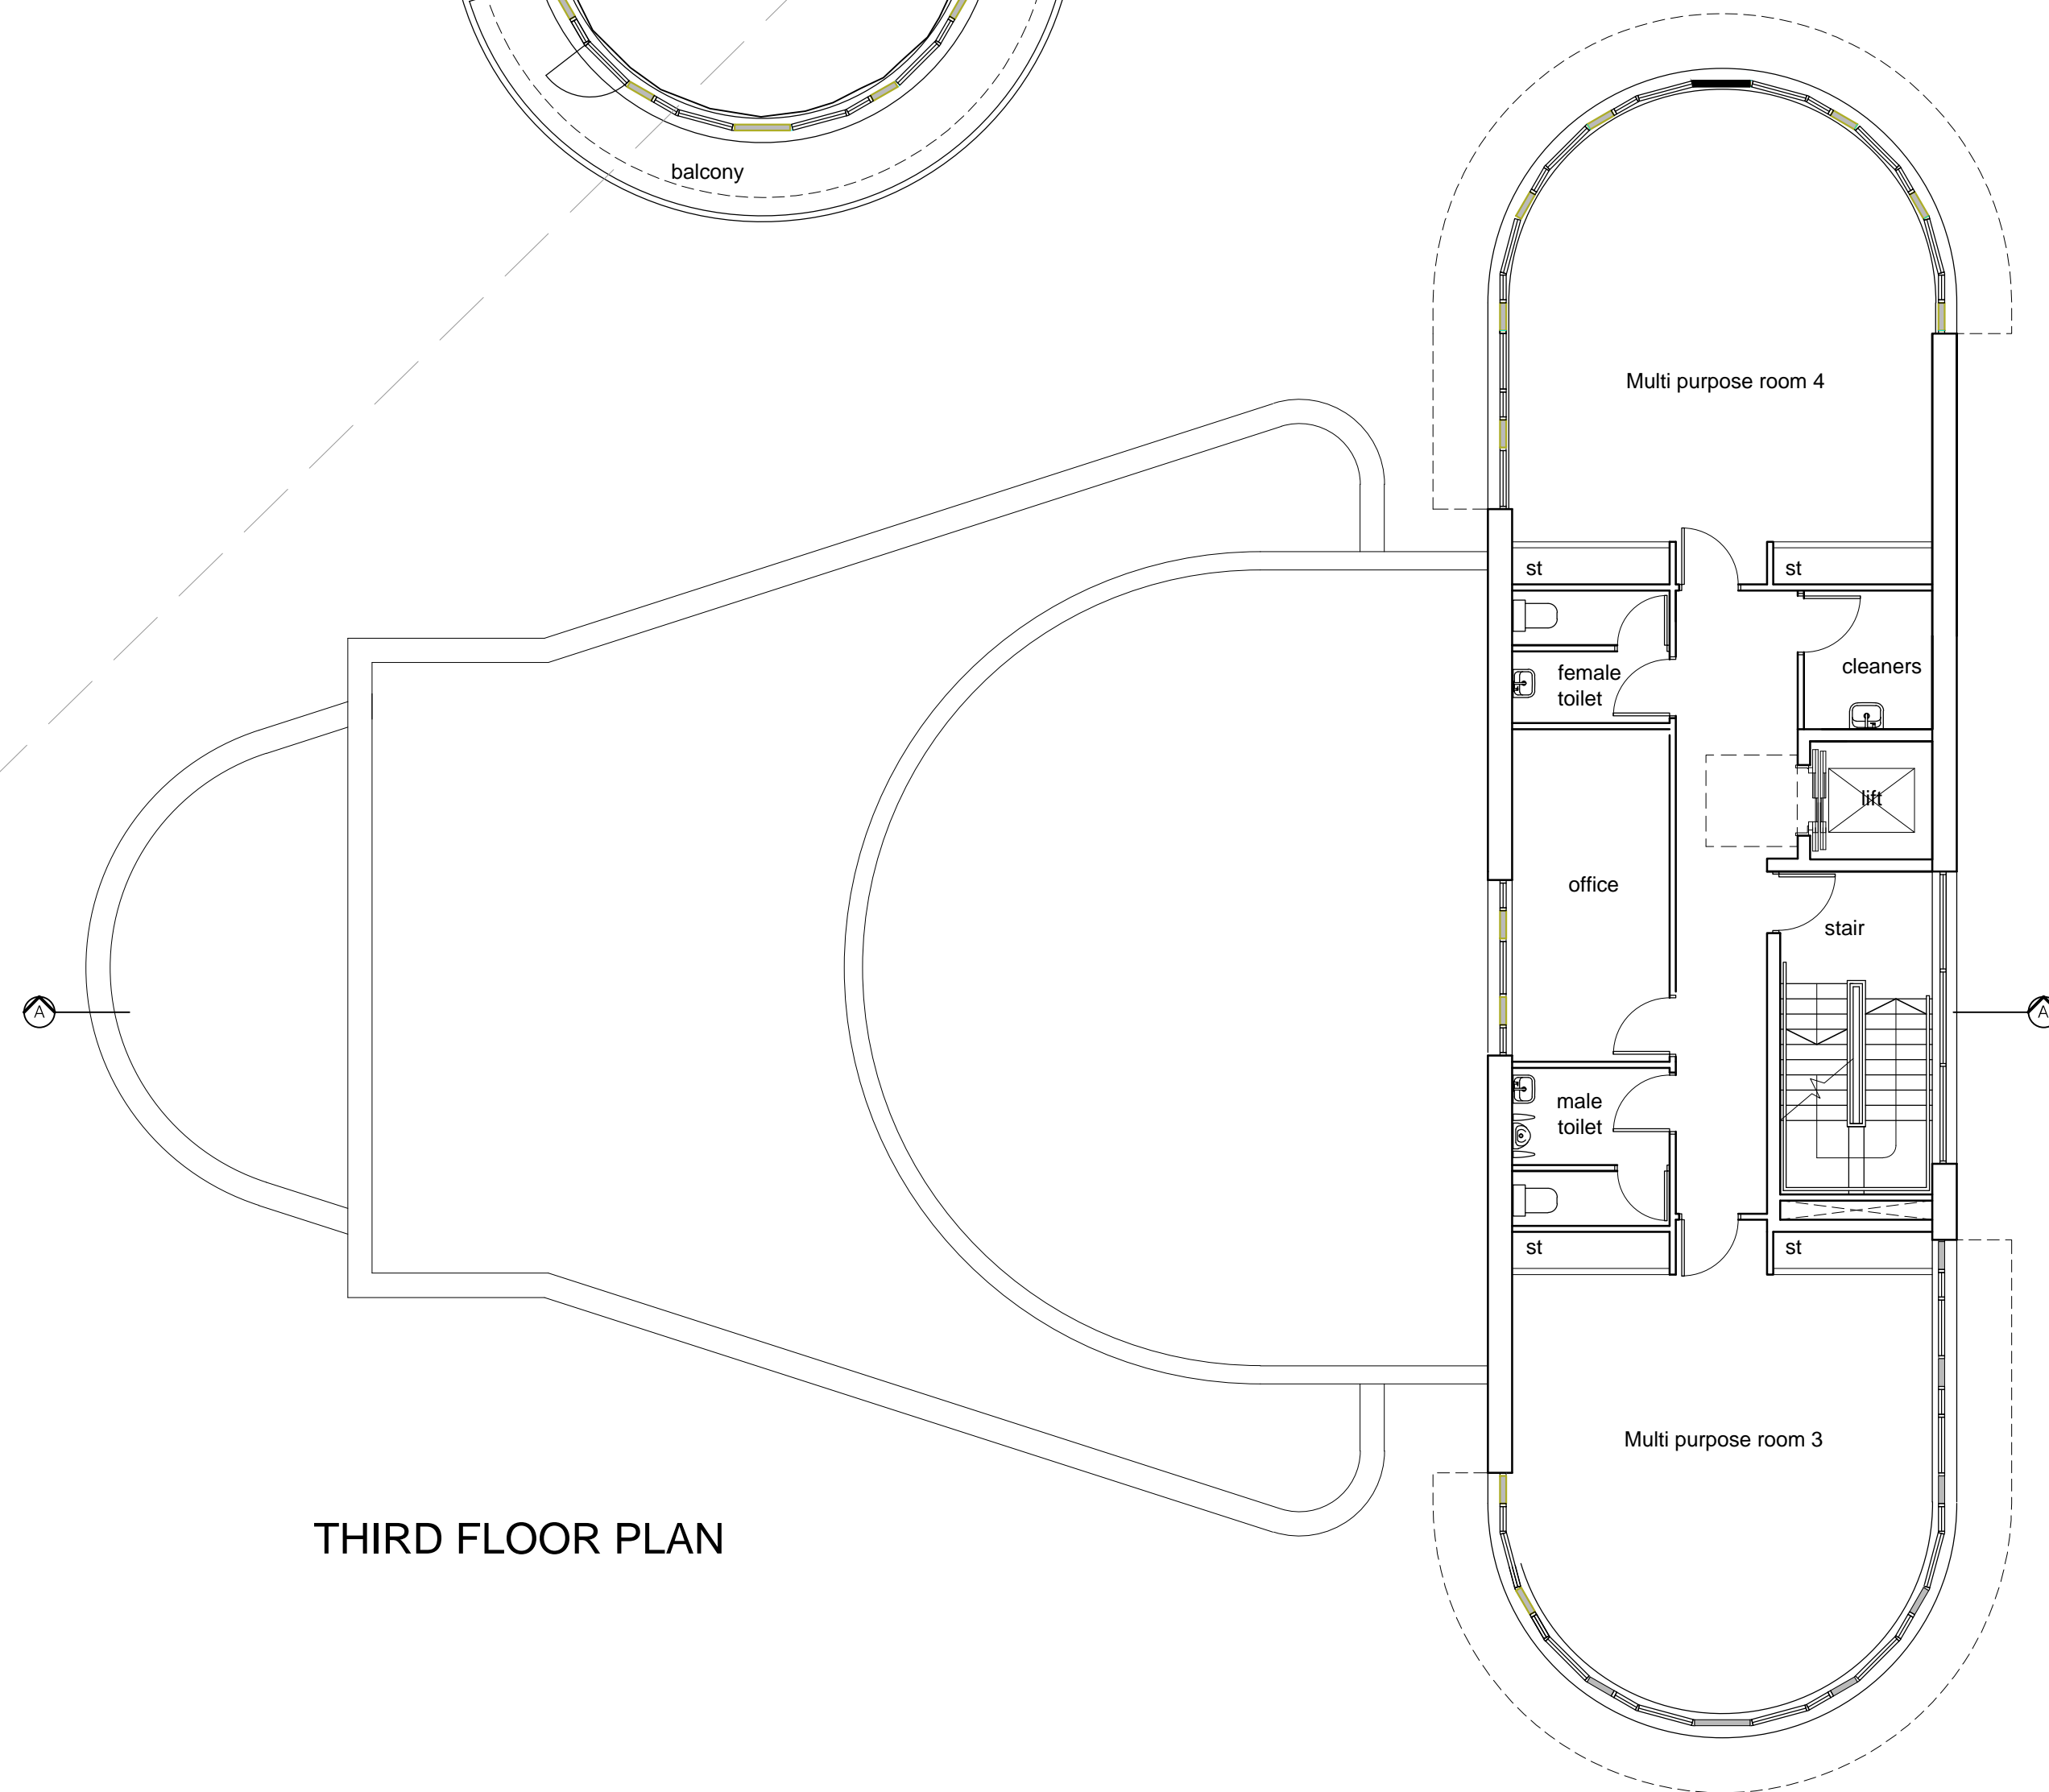 balcony
Multi purpose room 4
st
st
female
toilet
cleaners
lift
office
stair
A
A
male
toilet
st
st
Multi purpose room 3
THIRD FLOOR PLAN